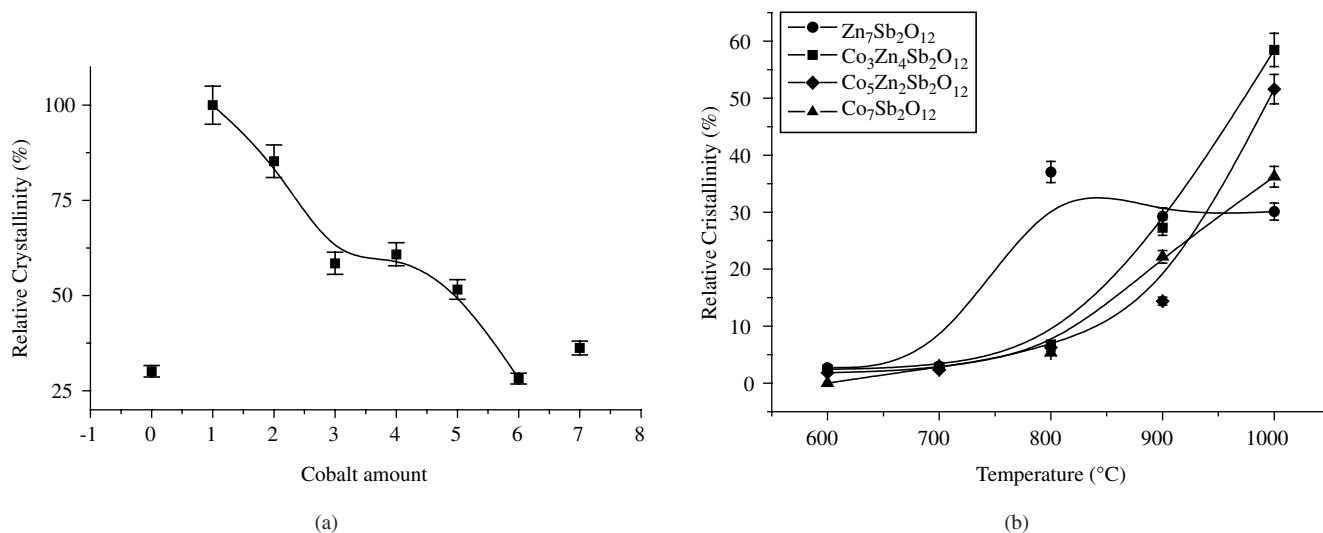 100
75
50
25
-1 0 1 2 3 4 5 6 7 8
Relative Crystallinity (%)
Cobalt amount
(a)
Zn₇Sb₂O₁₂
Co₃Zn₄Sb₂O₁₂
Co₅Zn₂Sb₂O₁₂
Co₇Sb₂O₁₂
60
50
40
30
20
10
0
600 700 800 900 1000
Relative Cristallinity (%)
Temperature (°C)
(b)